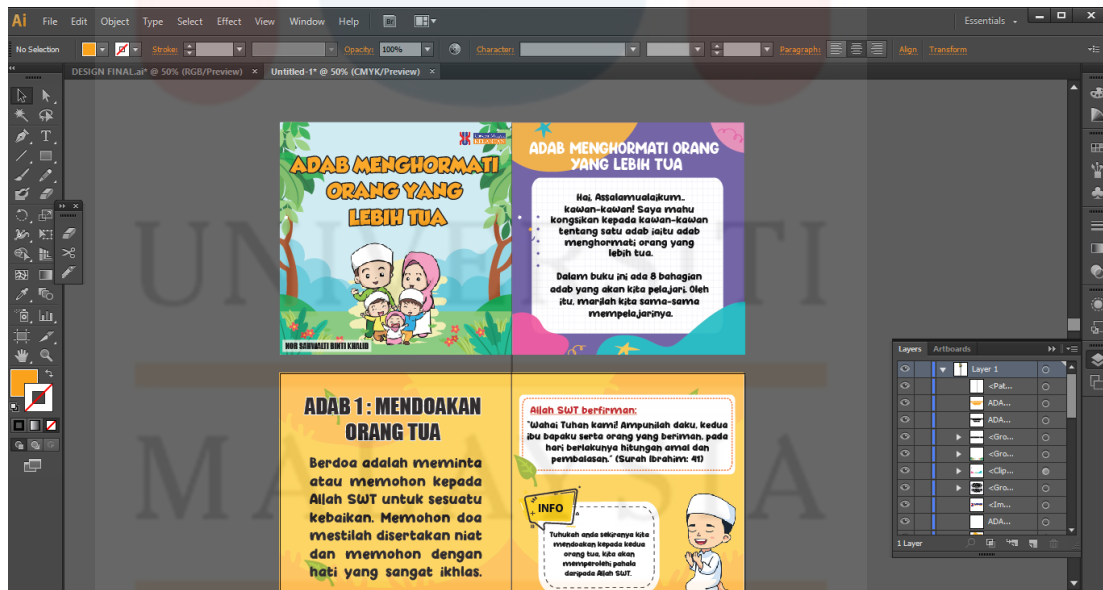 Ai File Edit Object Type Select Effect View Window Help Br Essentials
No Selection Stroke: Opacity: 100% Character: Paragraph: Align Transform
DESIGN FINAL.ai* @ 50% (RGB/Preview) × Untitled-1* @ 50% (CMYK/Preview) ×
ADAB MENGHORMATI
ORANG YANG
LEBIH TUA
NOR SAHVALTI BINTI KHALID
ADAB MENGHORMATI ORANG
YANG LEBIH TUA
Hai, Assalamualaikum..
kawan-kawan! Saya mahu
kongsikan kepada kawan-kawan
tentang satu adab iaitu adab
menghormati orang yang
lebih tua.
Dalam buku ini ada 8 bahagian
adab yang akan kita pelajari. Oleh
itu, marilah kita sama-sama
mempelajarinya.
UNIVERSITI
ADAB 1 : MENDOAKAN
ORANG TUA
Berdoa adalah meminta
atau memohon kepada
Allah SWT untuk sesuatu
kebaikan. Memohon doa
mestilah disertakan niat
dan memohon dengan
hati yang sangat ikhlas.
Allah SWT berfirman:
"Wahai Tuhan kami! Ampunilah daku, kedua
ibu bapaku serta orang yang beriman, pada
hari berlakunya hitungan amal dan
pembalasan." (Surah Ibrahim: 41)
INFO
Tuhukah anda sekiranya kita
mendoakan kepada kedua
orang tua, kita akan
memperolehi pahala
daripada Allah SWT.
MALAYSIA
Layers Artboards
Layer 1
<Pat...
ADA...
ADA...
<Gro...
<Gro...
<Clip...
<Gro...
<Im...
ADA...
1 Layer